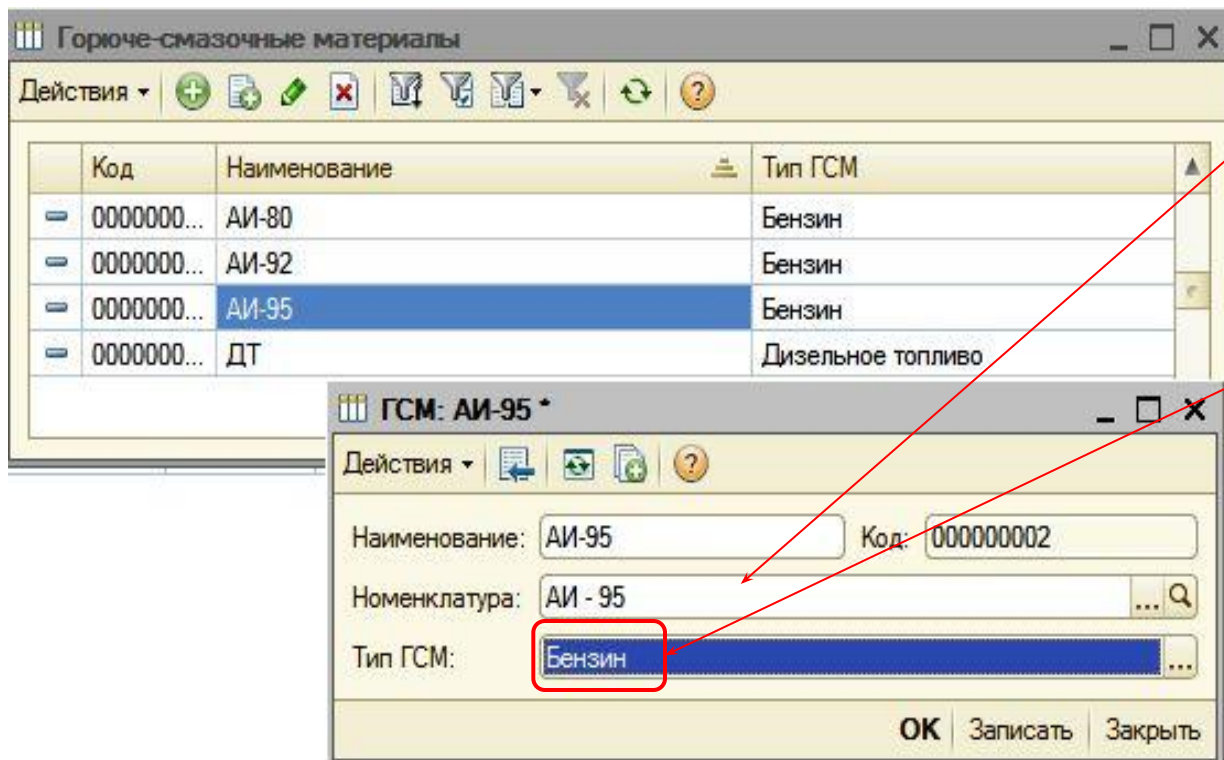 Горюче-смазочные материалы
Действия
Код Наименование Тип ГСМ
0000000... АИ-80 Бензин
0000000... АИ-92 Бензин
0000000... АИ-95 Бензин
0000000... ДТ Дизельное топливо
ГСМ: АИ-95 *
Действия
Наименование: АИ-95 Код: 000000002
Номенклатура: АИ - 95 ...
Тип ГСМ: Бензин ...
ОК Записать Закрыть